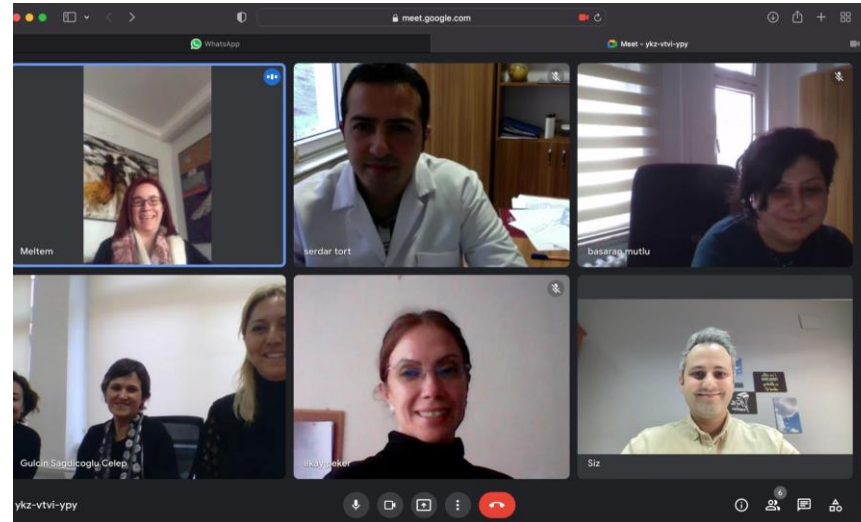 meet.google.com
WhatsApp
Meet - ykz-vtvi-ypy
Meltem
serdar tort
basaran mutlu
Gulcin Sagdicoglu Celep
ilkay peker
Siz
ykz-vtvi-ypy
6